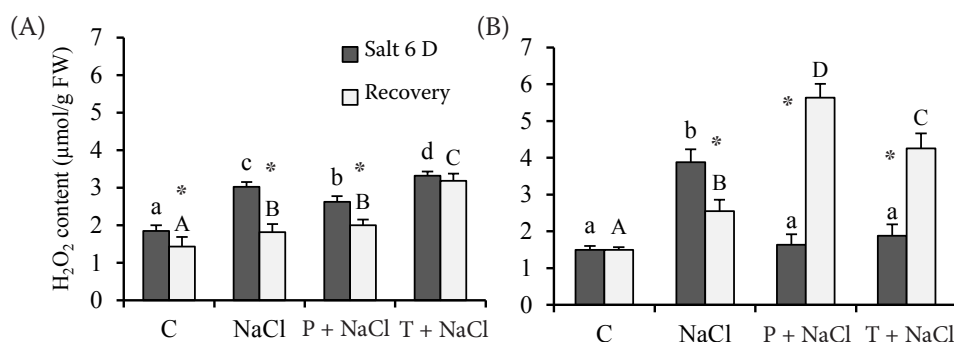 (A)
H₂O₂ content (µmol/g FW)
7
6
5
4
3
2
1
0
Salt 6 D
Recovery
a
*
A
c
*
B
b
*
B
d
C
C
NaCl
P + NaCl
T + NaCl
(B)
7
6
5
4
3
2
1
0
a
A
b
*
B
*
a
D
*
a
C
C
NaCl
P + NaCl
T + NaCl